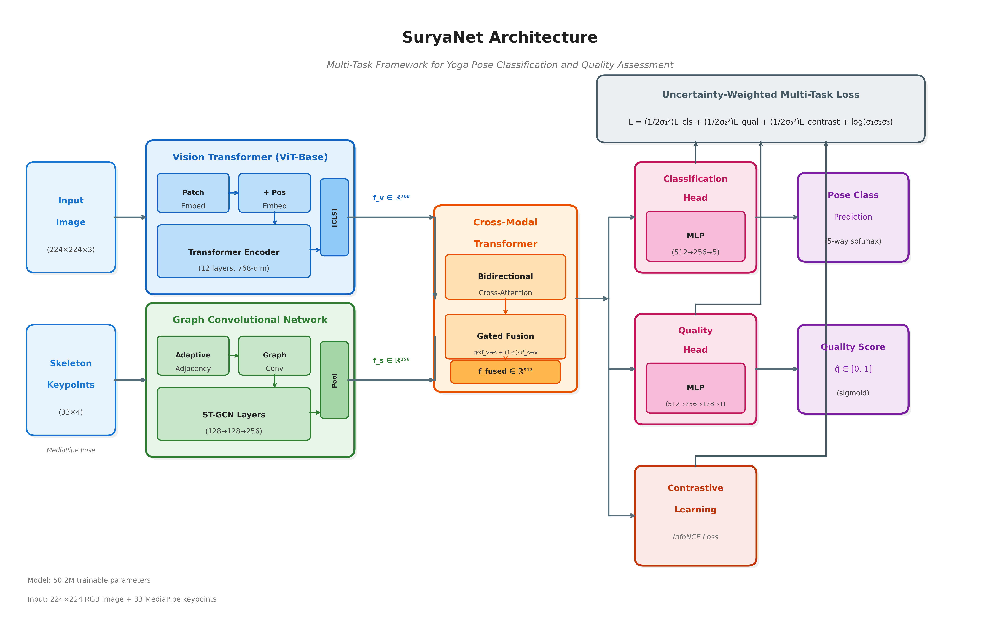 SuryaNet Architecture
Multi-Task Framework for Yoga Pose Classification and Quality Assessment
Uncertainty-Weighted Multi-Task Loss
L = (1/2σ₁²)L_cls + (1/2σ₂²)L_qual + (1/2σ₃²)L_contrast + log(σ₁σ₂σ₃)
Input
Image
(224×224×3)
Vision Transformer (ViT-Base)
Patch
Embed
+ Pos
Embed
Transformer Encoder
(12 layers, 768-dim)
[CLS]
f_v ∈ ℝ⁷⁶⁸
Skeleton
Keypoints
(33×4)
MediaPipe Pose
Graph Convolutional Network
Adaptive
Adjacency
Graph
Conv
ST-GCN Layers
(128→128→256)
Pool
f_s ∈ ℝ²⁵⁶
Cross-Modal
Transformer
Bidirectional
Cross-Attention
Gated Fusion
g⊙f_v→s + (1-g)⊙f_s→v
f_fused ∈ ℝ⁵¹²
Classification
Head
MLP
(512→256→5)
Pose Class
Prediction
(5-way softmax)
Quality
Head
MLP
(512→256→128→1)
Quality Score
q̂ ∈ [0, 1]
(sigmoid)
Contrastive
Learning
InfoNCE Loss
Model: 50.2M trainable parameters
Input: 224×224 RGB image + 33 MediaPipe keypoints